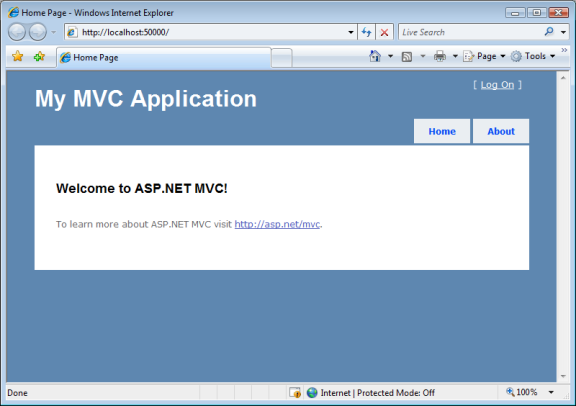 Home Page - Windows Internet Explorer
http://localhost:50000/
Live Search
Home Page
Page
Tools
[ Log On ]
My MVC Application
Home
About
Welcome to ASP.NET MVC!
To learn more about ASP.NET MVC visit http://asp.net/mvc.
Done
Internet | Protected Mode: Off
100%